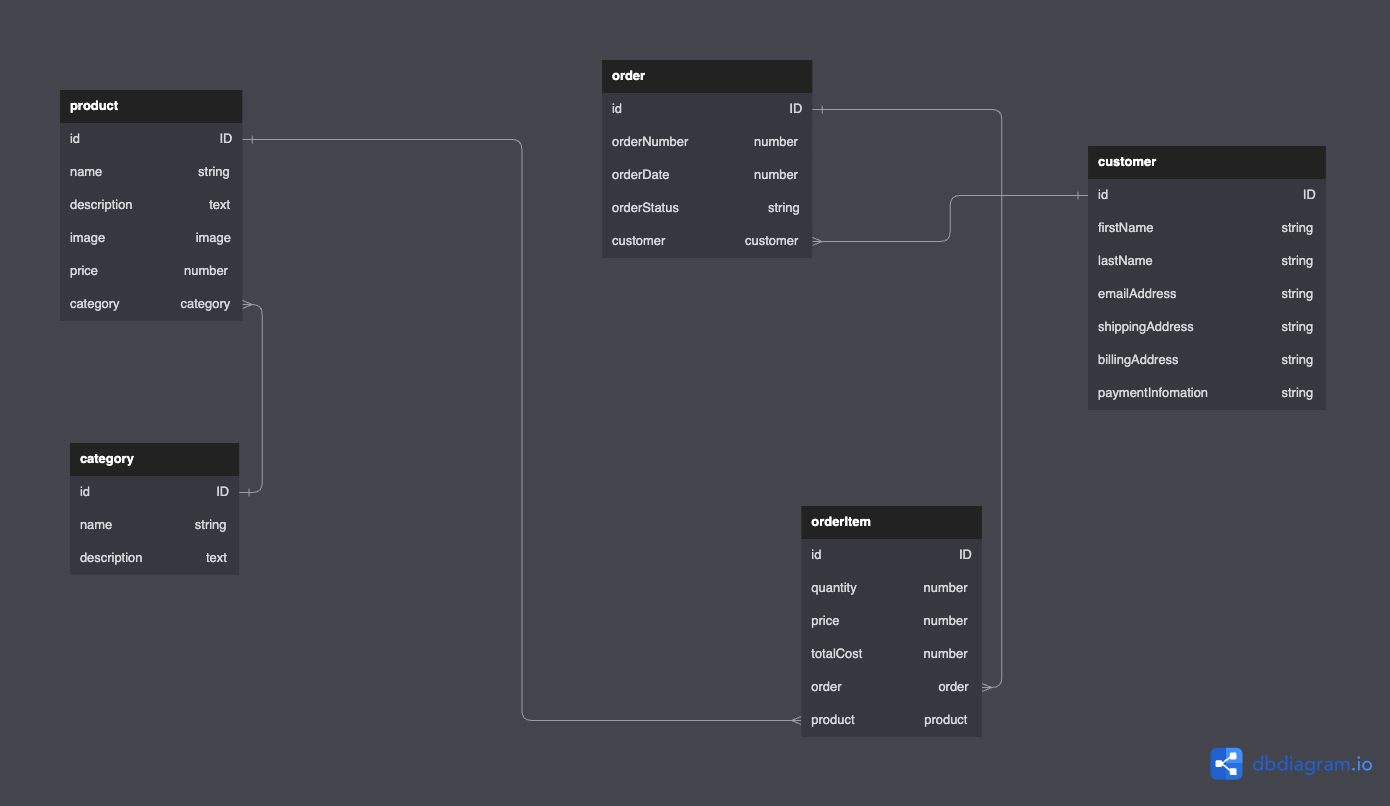 product
id ID
name string
description text
image image
price number
category category
category
id ID
name string
description text
order
id ID
orderNumber number
orderDate number
orderStatus string
customer customer
customer
id ID
firstName string
lastName string
emailAddress string
shippingAddress string
billingAddress string
paymentInfomation string
orderItem
id ID
quantity number
price number
totalCost number
order order
product product
dbdiagram.io